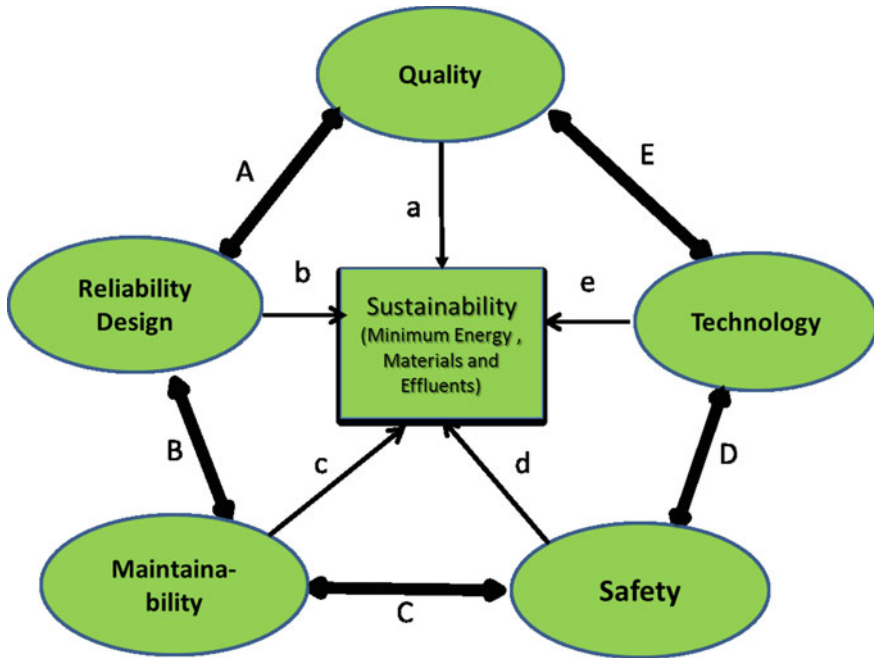 Quality
A
E
a
Reliability
Design
b
Sustainability
(Minimum Energy ,
Materials and
Effluents)
e
Technology
B
c
d
D
Maintaina-
bility
C
Safety